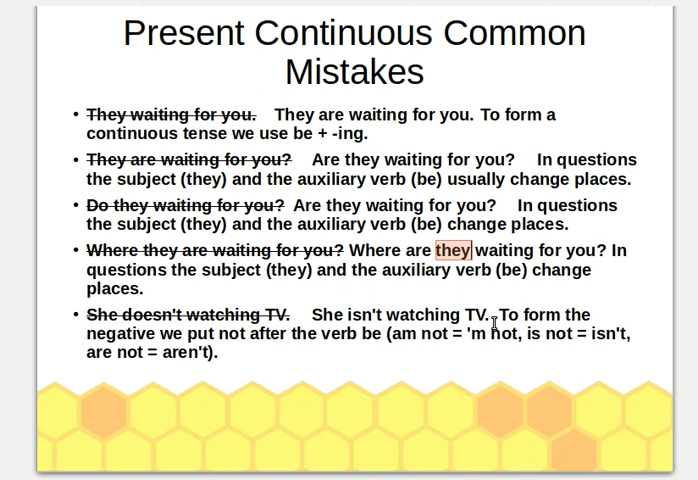 Present Continuous Common
Mistakes
• They waiting for you. They are waiting for you. To form a
continuous tense we use be + -ing.
• They are waiting for you? Are they waiting for you? In questions
the subject (they) and the auxiliary verb (be) usually change places.
• Do they waiting for you? Are they waiting for you? In questions
the subject (they) and the auxiliary verb (be) change places.
• Where they are waiting for you? Where are they waiting for you? In
questions the subject (they) and the auxiliary verb (be) change
places.
• She doesn't watching TV. She isn't watching TV. To form the
negative we put not after the verb be (am not = 'm not, is not = isn't,
are not = aren't).